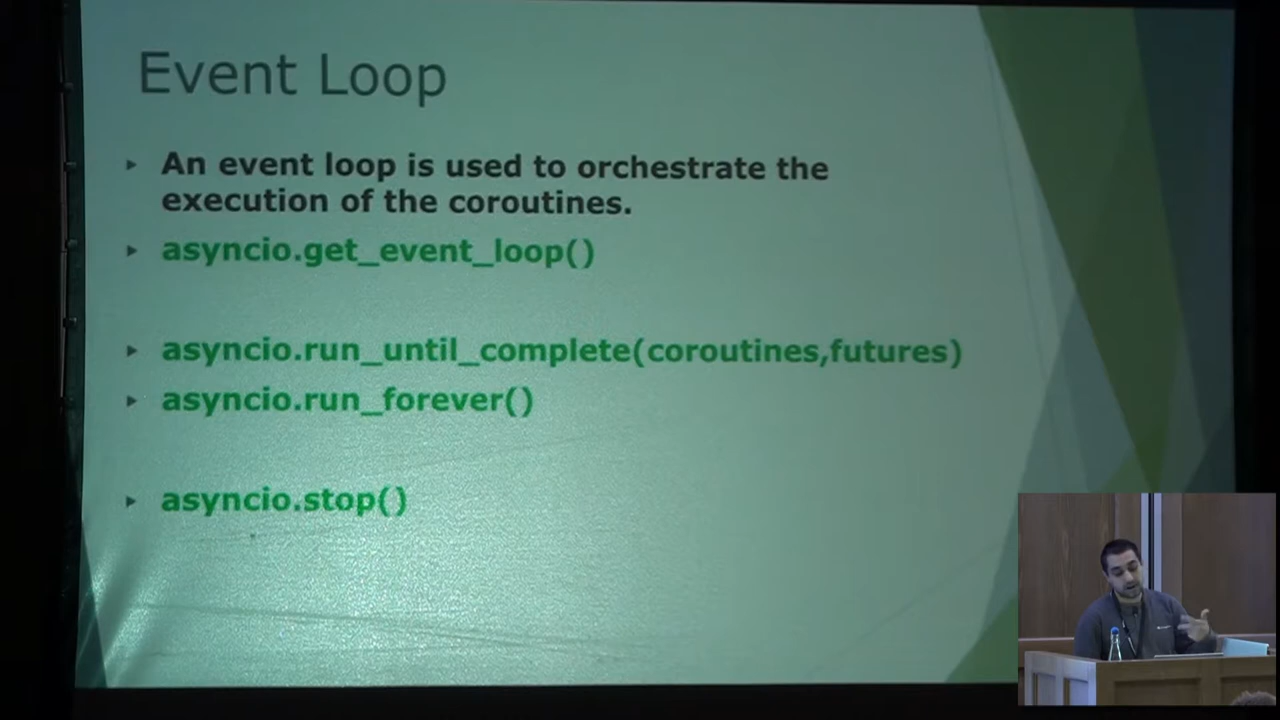 Event Loop
An event loop is used to orchestrate the
execution of the coroutines.
asyncio.get_event_loop()
asyncio.run_until_complete(coroutines,futures)
asyncio.run_forever()
asyncio.stop()